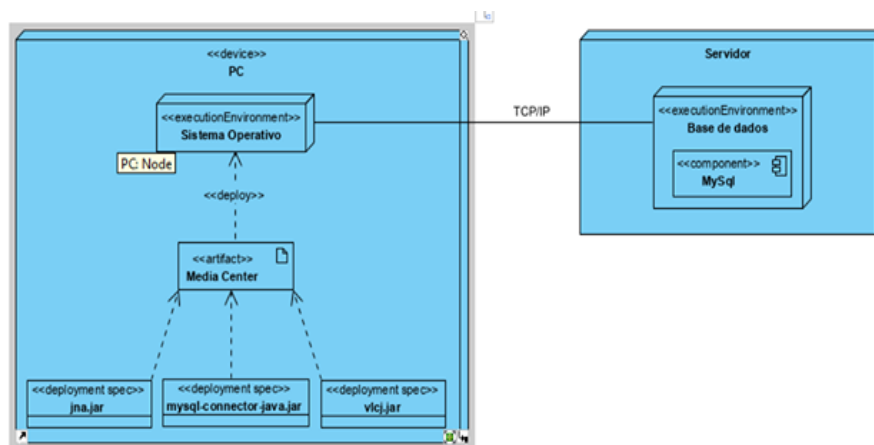 <<device>>
PC
<<executionEnvironment>>
Sistema Operativo
PC: Node
<<deploy>>
<<artifact>>
Media Center
<<deployment spec>>
jna.jar
<<deployment spec>>
mysql-connector-java.jar
<<deployment spec>>
vlcj.jar
TCP/IP
Servidor
<<executionEnvironment>>
Base de dados
<<component>>
MySql